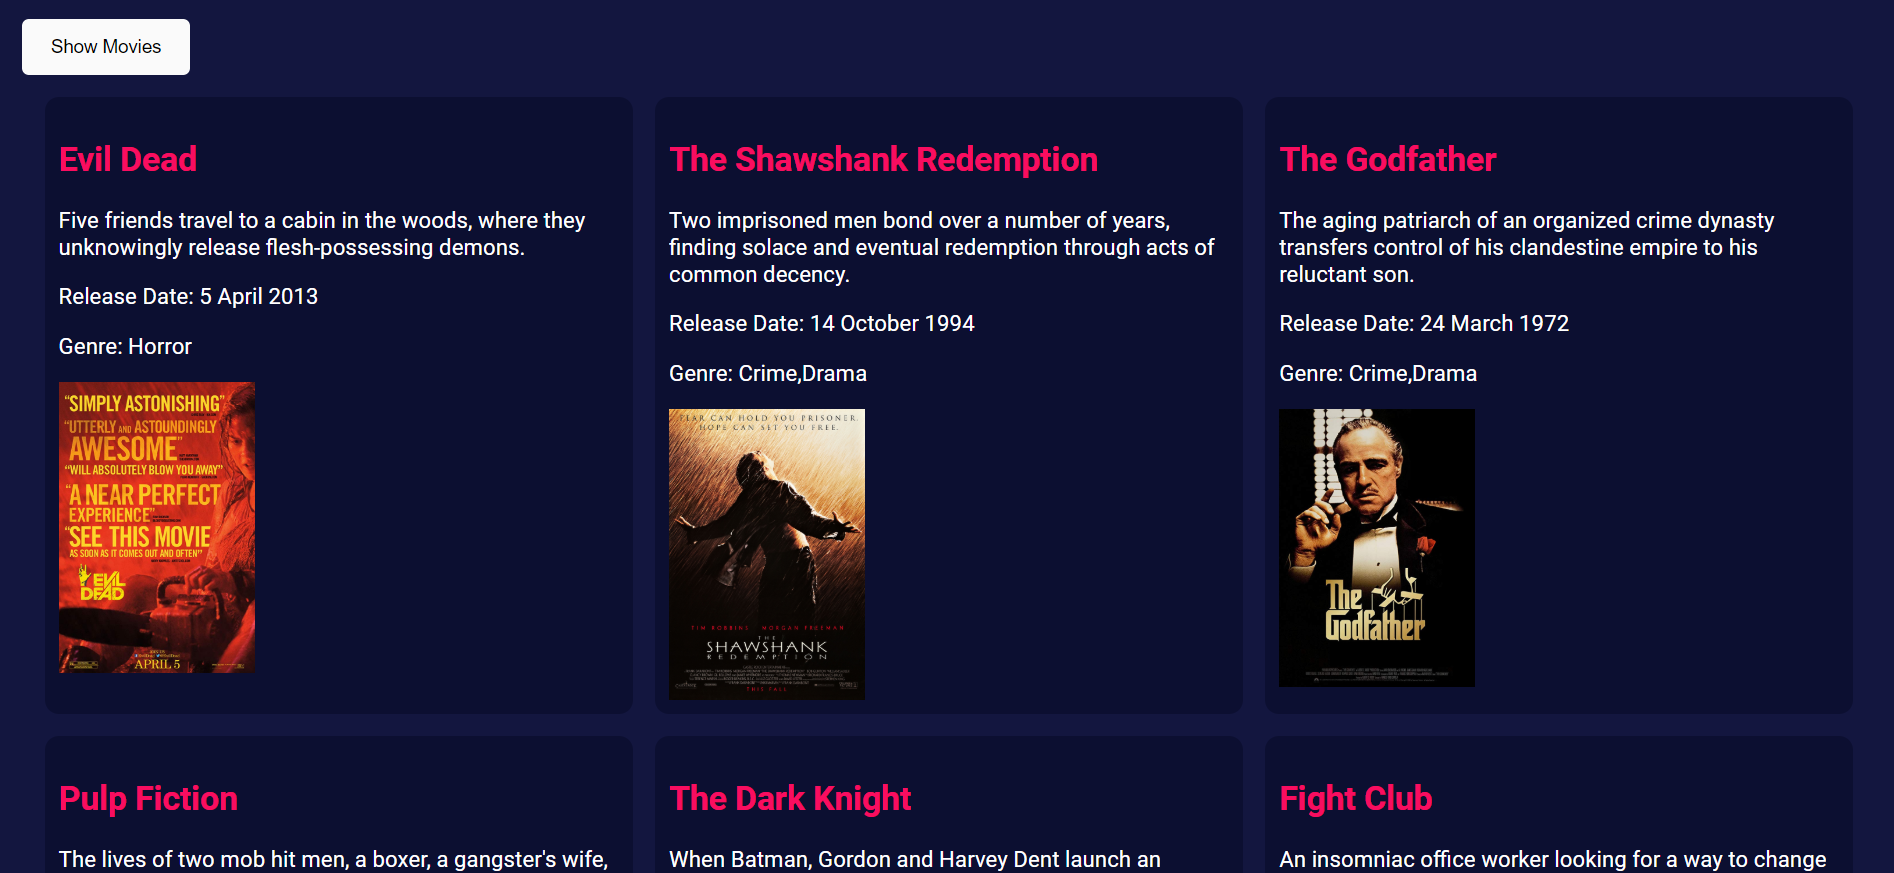 Show Movies
Evil Dead
Five friends travel to a cabin in the woods, where they
unknowingly release flesh-possessing demons.
Release Date: 5 April 2013
Genre: Horror
"SIMPLY ASTONISHING"
"UTTERLY AND ASTOUNDINGLY
AWESOME"
"WILL ABSOLUTELY BLOW YOU AWAY"
"A NEAR PERFECT
EXPERIENCE"
"SEE THIS MOVIE
AS SOON AS IT COMES OUT AND OFTEN"
EVIL
DEAD
APRIL 5
The Shawshank Redemption
Two imprisoned men bond over a number of years,
finding solace and eventual redemption through acts of
common decency.
Release Date: 14 October 1994
Genre: Crime,Drama
FEAR CAN HOLD YOU PRISONER.
HOPE CAN SET YOU FREE.
TIM ROBBINS MORGAN FREEMAN
THE
SHAWSHANK
REDEMPTION
THIS FALL
The Godfather
The aging patriarch of an organized crime dynasty
transfers control of his clandestine empire to his
reluctant son.
Release Date: 24 March 1972
Genre: Crime,Drama
The
Godfather
Pulp Fiction
The lives of two mob hit men, a boxer, a gangster's wife,
The Dark Knight
When Batman, Gordon and Harvey Dent launch an
Fight Club
An insomniac office worker looking for a way to change